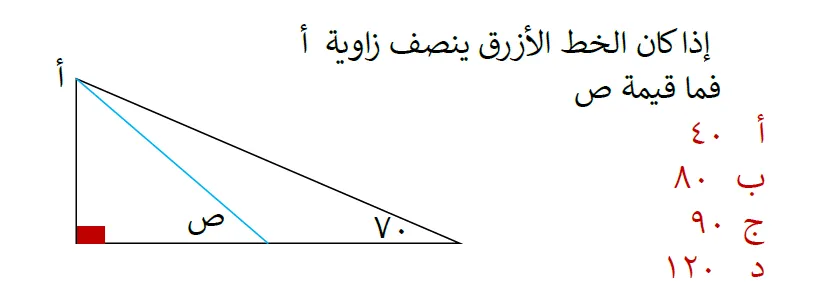 إذا كان الخط الأزرق ينصف زاوية أ
فما قيمة ص
أ ٤٠
ب ٨٠
ج ٩٠
د ١٢٠
أ
ص
٧٠